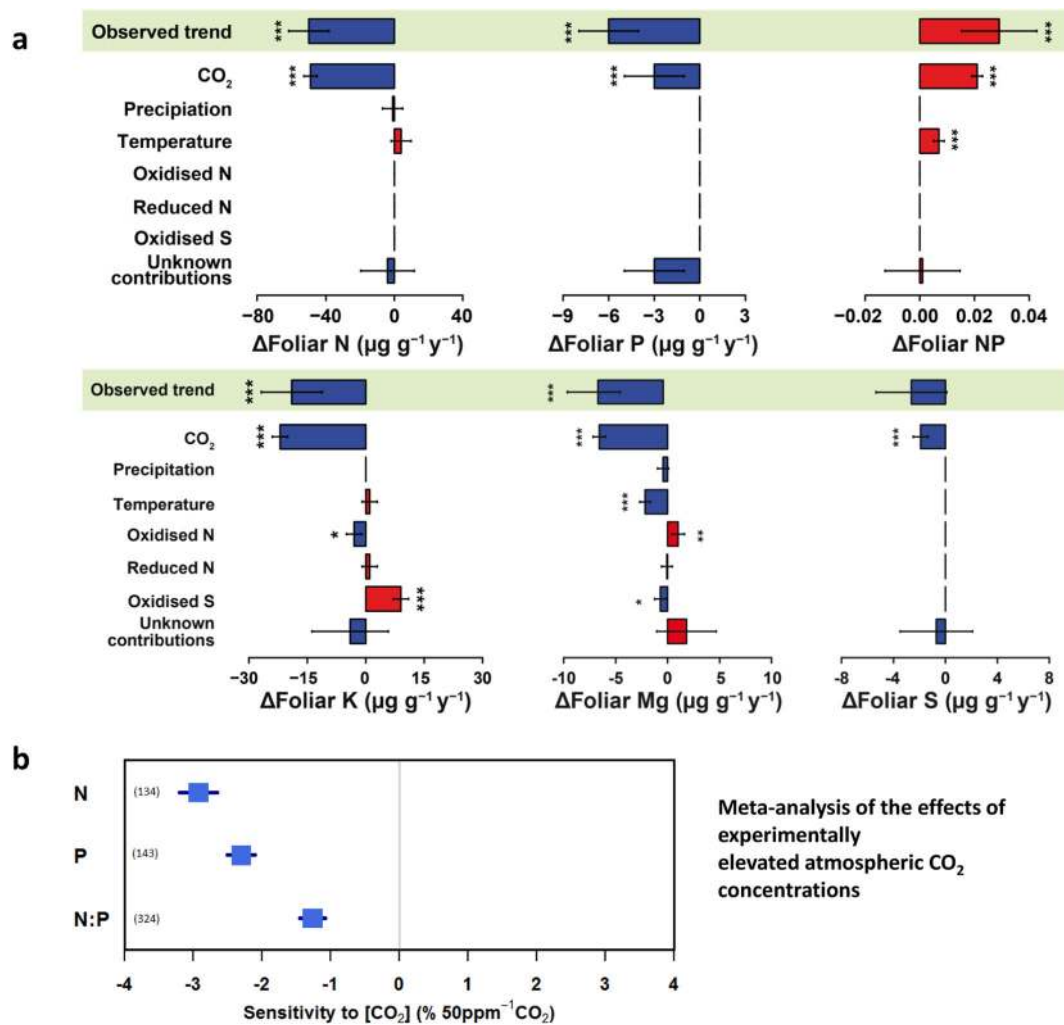 a
Observed trend
***
***
***
CO₂
***
***
***
Precipiation
Temperature
***
Oxidised N
Reduced N
Oxidised S
Unknown
contributions
−80 −40 0 40
−9 −6 −3 0 3
−0.02 0.00 0.02 0.04
ΔFoliar N (µg g⁻¹ y⁻¹)
ΔFoliar P (µg g⁻¹ y⁻¹)
ΔFoliar NP
Observed trend
***
***
CO₂
***
***
***
Precipitation
Temperature
***
Oxidised N
*
**
Reduced N
Oxidised S
***
*
Unknown
contributions
−30 −15 0 15 30
-10 -5 0 5 10
-8 -4 0 4 8
ΔFoliar K (µg g⁻¹ y⁻¹)
ΔFoliar Mg (µg g⁻¹ y⁻¹)
ΔFoliar S (µg g⁻¹ y⁻¹)
b
N (134)
P (143)
N:P (324)
-4 -3 -2 -1 0 1 2 3 4
Sensitivity to [CO₂] (% 50ppm⁻¹CO₂)
Meta-analysis of the effects of
experimentally
elevated atmospheric CO₂
concentrations